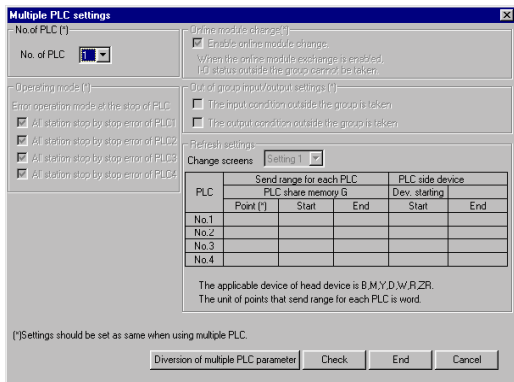 Multiple PLC settings
No.of PLC (*)
No. of PLC 1
Operating mode (*)
Error operation mode at the stop of PLC
All station stop by stop error of PLC1
All station stop by stop error of PLC2
All station stop by stop error of PLC3
All station stop by stop error of PLC4
Online module change(*)
Enable online module change.
When the online module exchange is enabled,
I-O status outside the group cannot be taken.
Out of group input/output settings (*)
The input condition outside the group is taken
The output condition outside the group is taken
Refresh settings
Change screens Setting 1
PLC Send range for each PLC PLC side device
PLC share memory G Dev. starting
Point (*) Start End Start End
No.1
No.2
No.3
No.4
The applicable device of head device is B,M,Y,D,W,R,ZR.
The unit of points that send range for each PLC is word.
(*)Settings should be set as same when using multiple PLC.
Diversion of multiple PLC parameter Check End Cancel